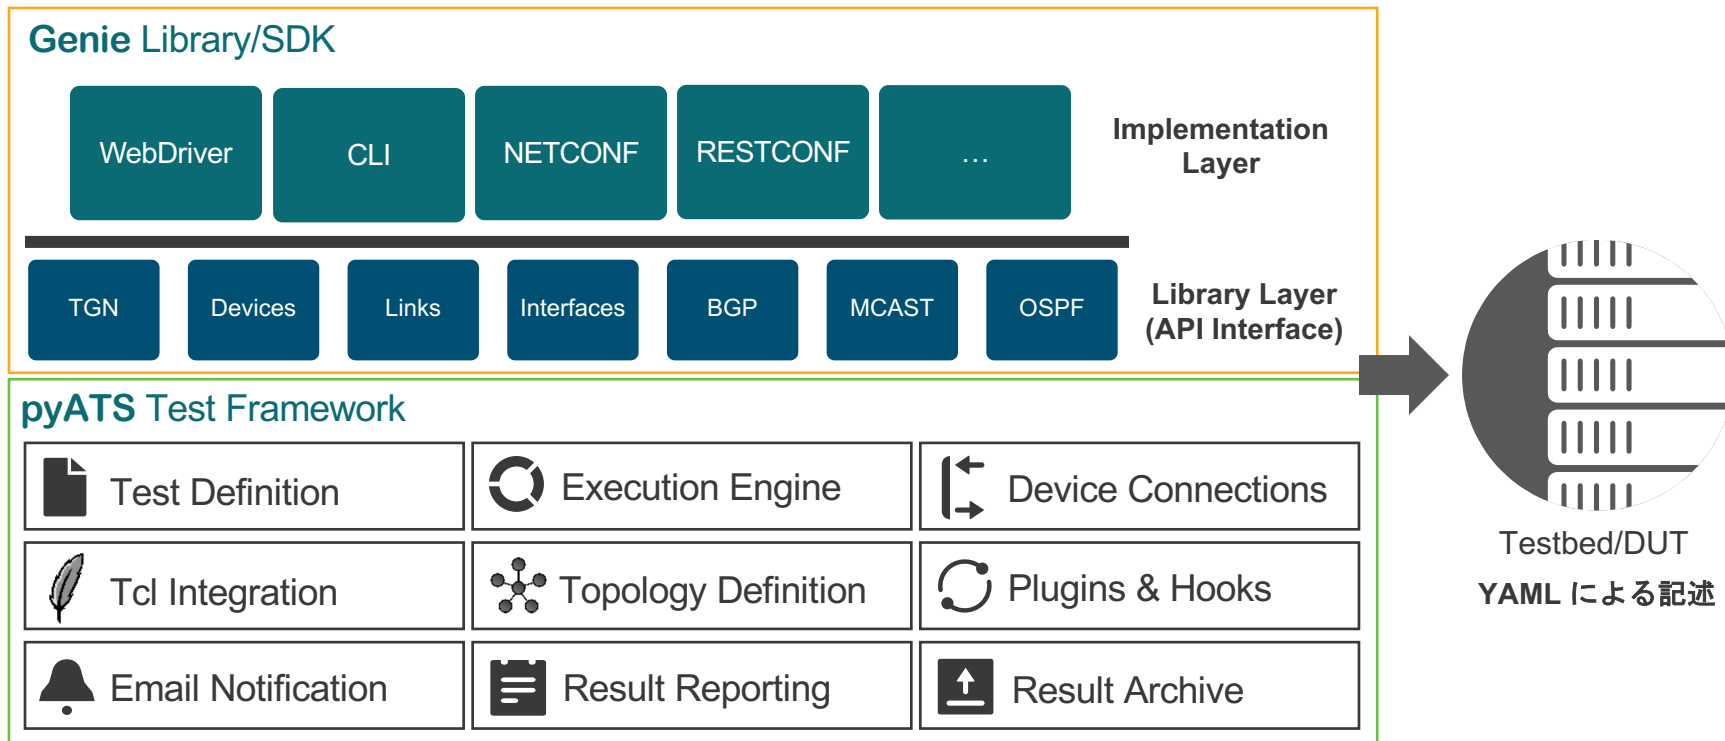 Genie Library/SDK
WebDriver
CLI
NETCONF
RESTCONF
...
Implementation
Layer
TGN
Devices
Links
Interfaces
BGP
MCAST
OSPF
Library Layer
(API Interface)
pyATS Test Framework
Test Definition
Execution Engine
Device Connections
Tcl Integration
Topology Definition
Plugins & Hooks
Email Notification
Result Reporting
Result Archive
Testbed/DUT
YAML による記述